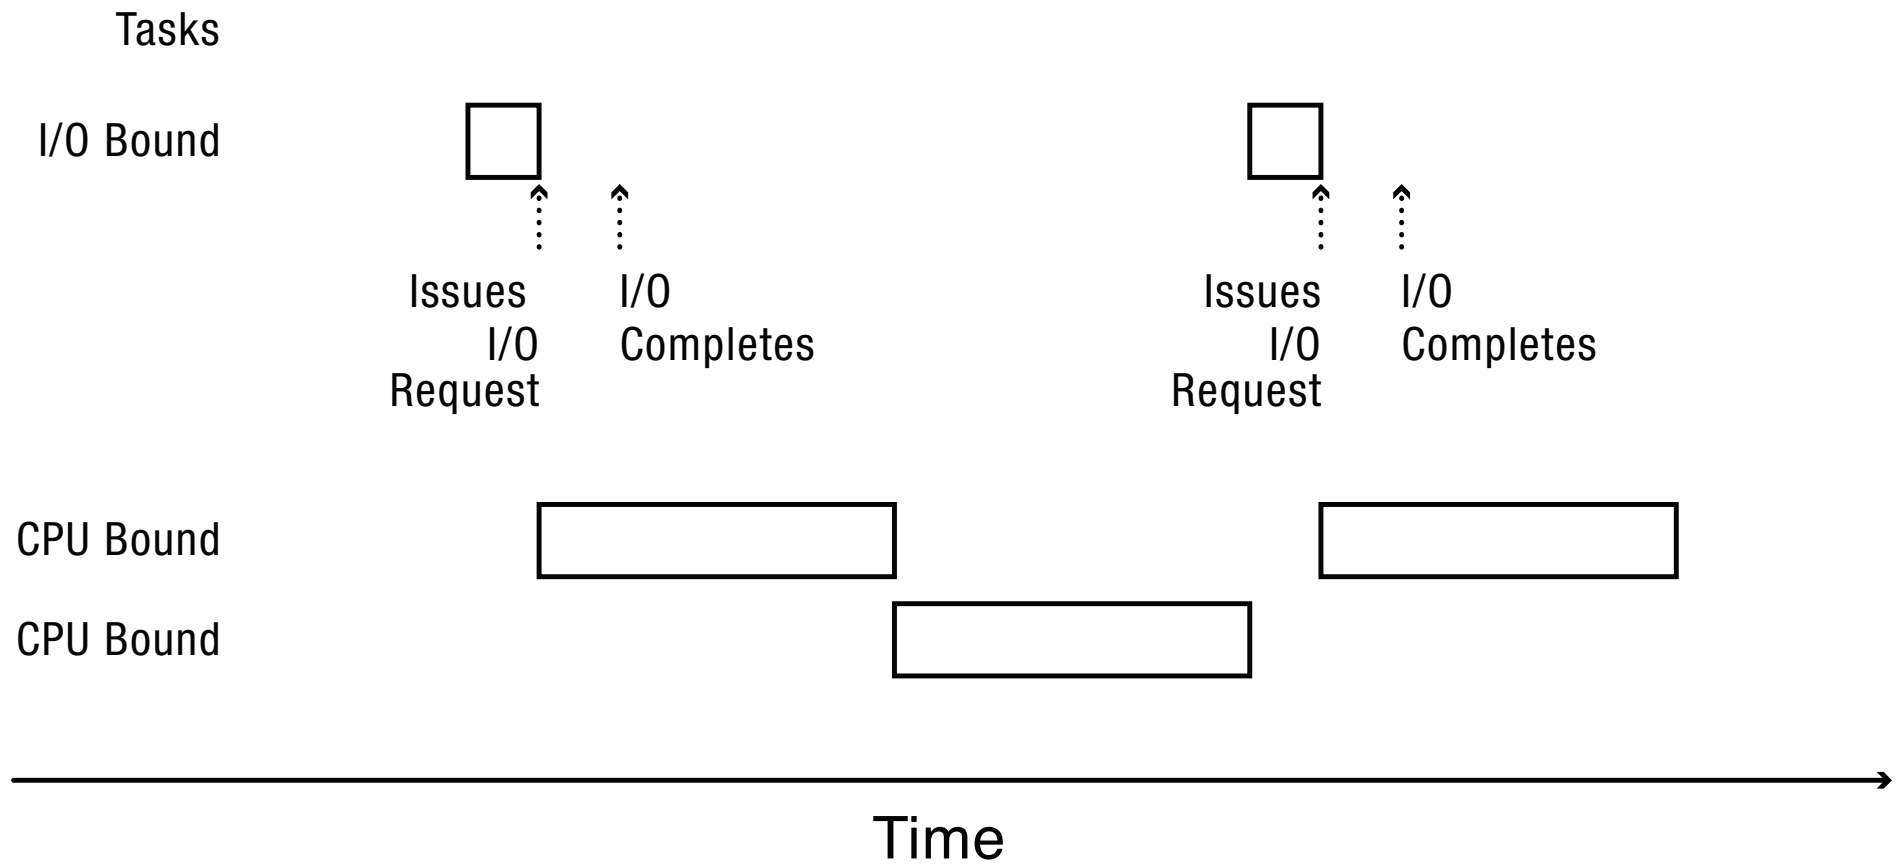 Tasks
I/O Bound
Issues
I/O
Request
I/O
Completes
Issues
I/O
Request
I/O
Completes
CPU Bound
CPU Bound
Time